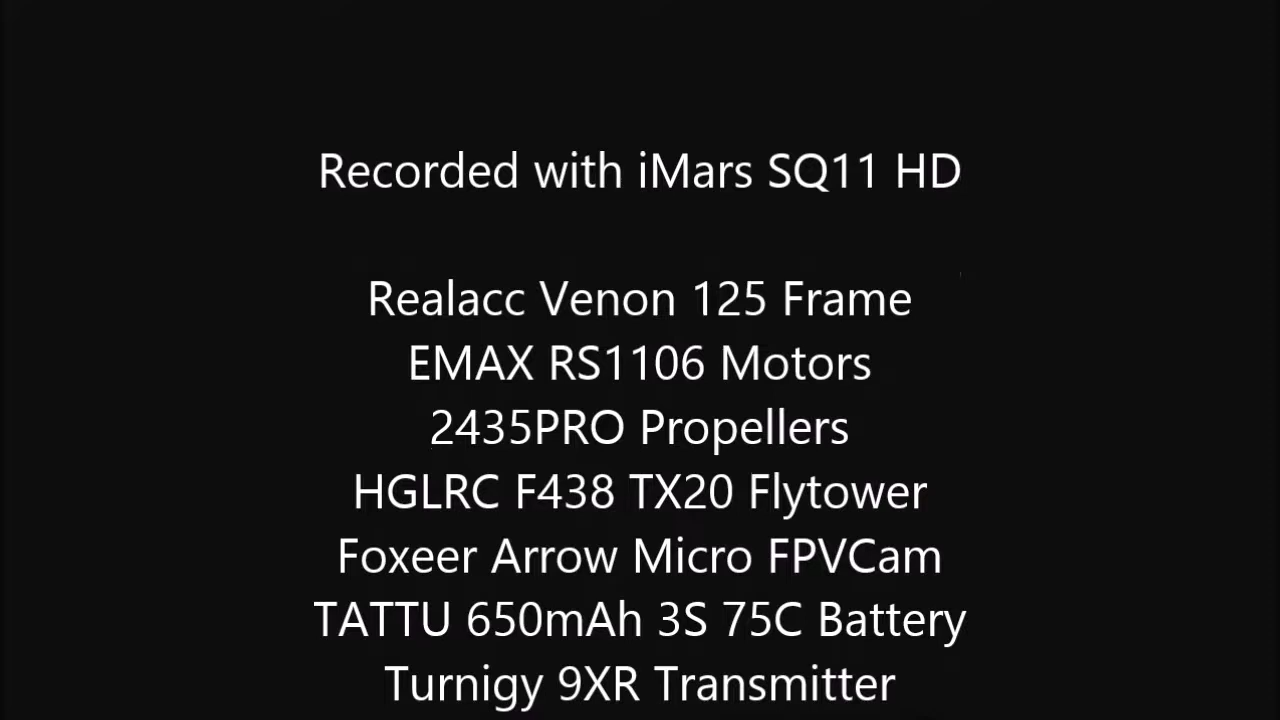 Recorded with iMars SQ11 HD
Realacc Venon 125 Frame
EMAX RS1106 Motors
2435PRO Propellers
HGLRC F438 TX20 Flytower
Foxeer Arrow Micro FPVCam
TATTU 650mAh 3S 75C Battery
Turnigy 9XR Transmitter